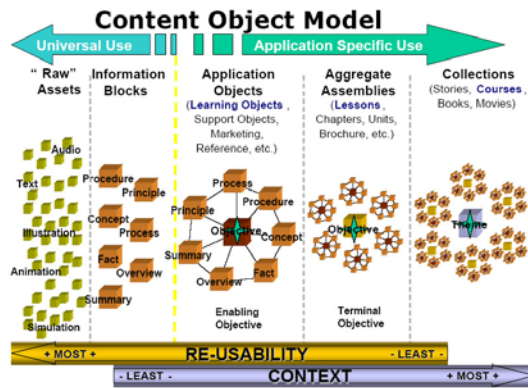 Content Object Model
Universal Use
Application Specific Use
“ Raw”
Assets
Information
Blocks
Application
Objects
(Learning Objects ,
Support Objects,
Marketing,
Reference, etc.)
Aggregate
Assemblies
(Lessons ,
Chapters, Units,
Brochure, etc.)
Collections
(Stories, Courses ,
Books, Movies)
Audio
Text
Illustration
Animation
Simulation
Procedure
Principle
Concept
Process
Fact
Overview
Summary
Process
Procedure
Principle
Objective
Concept
Summary
Fact
Overview
Enabling
Objective
Objective
Terminal
Objective
Theme
+ MOST +
RE-USABILITY
- LEAST -
- LEAST -
CONTEXT
+ MOST +